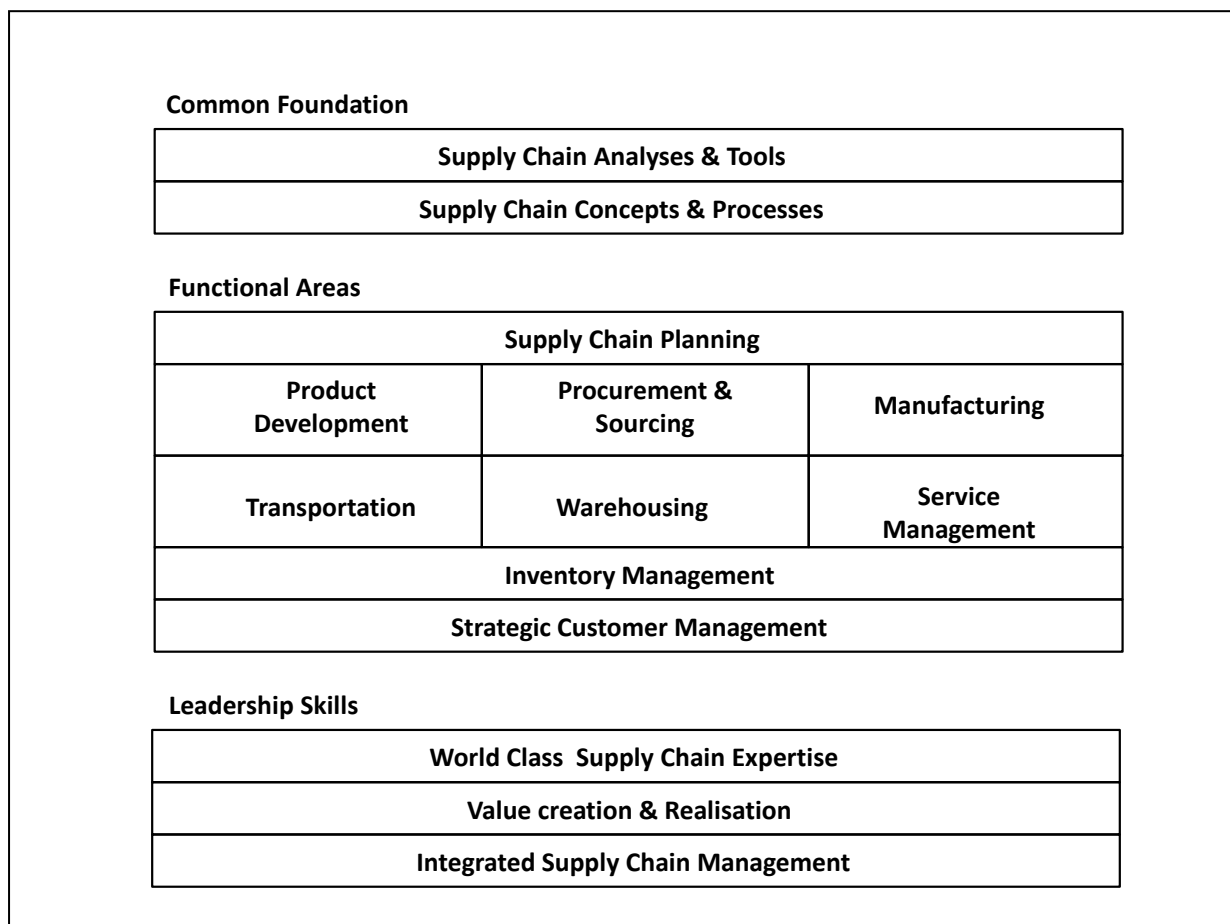 Common Foundation
Supply Chain Analyses & Tools
Supply Chain Concepts & Processes
Functional Areas
Supply Chain Planning
Product
Development
Procurement &
Sourcing
Manufacturing
Transportation
Warehousing
Service
Management
Inventory Management
Strategic Customer Management
Leadership Skills
World Class  Supply Chain Expertise
Value creation & Realisation
Integrated Supply Chain Management